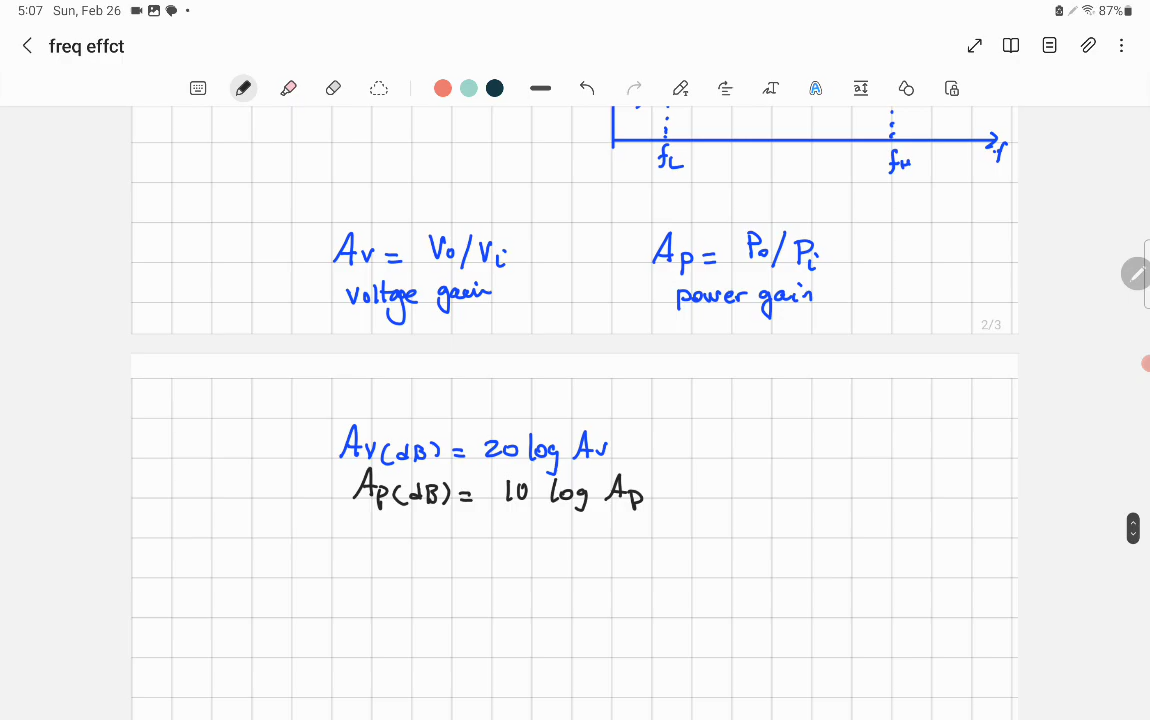 5:07 Sun, Feb 26 87%
freq effct
fL fH f
Av = Vo/Vi Ap = Po/Pi
voltge gain power gain
2/3
Av(dB) = 20 log Av
Ap(dB) = 10 log Ap